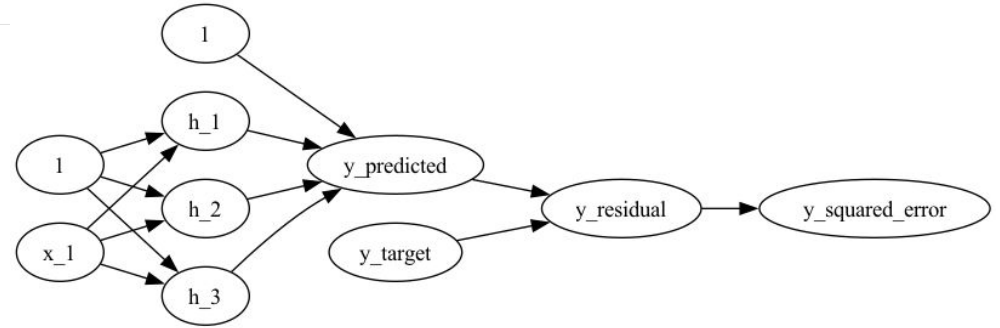 1
h_1
1
y_predicted
h_2
y_residual
y_squared_error
x_1
y_target
h_3